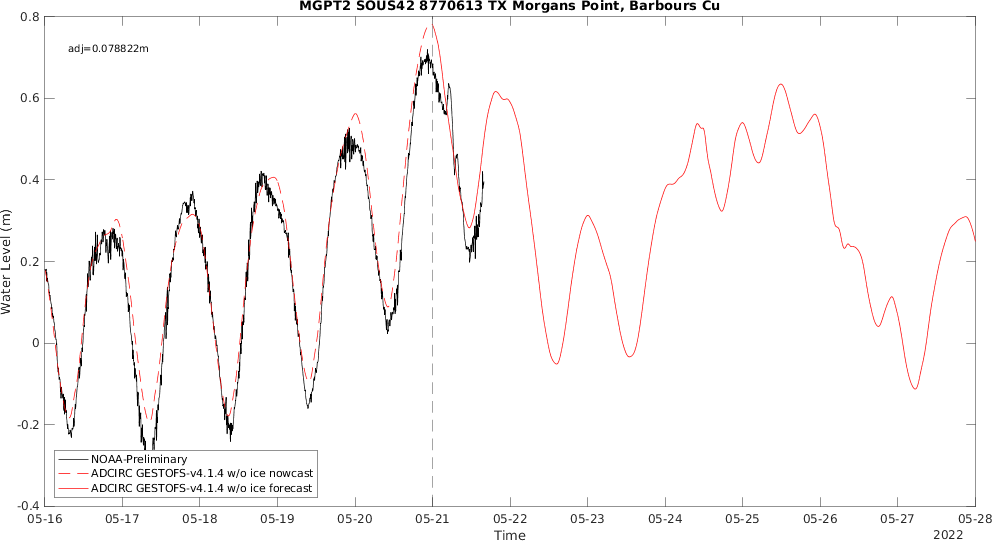 MGPT2 SOUS42 8770613 TX Morgans Point, Barbours Cu
adj=0.078822m
Water Level (m)
0.8
0.6
0.4
0.2
0
-0.2
-0.4
NOAA-Preliminary
ADCIRC GESTOFS-v4.1.4 w/o ice nowcast
ADCIRC GESTOFS-v4.1.4 w/o ice forecast
05-16 05-17 05-18 05-19 05-20 05-21 05-22 05-23 05-24 05-25 05-26 05-27 05-28
Time
2022